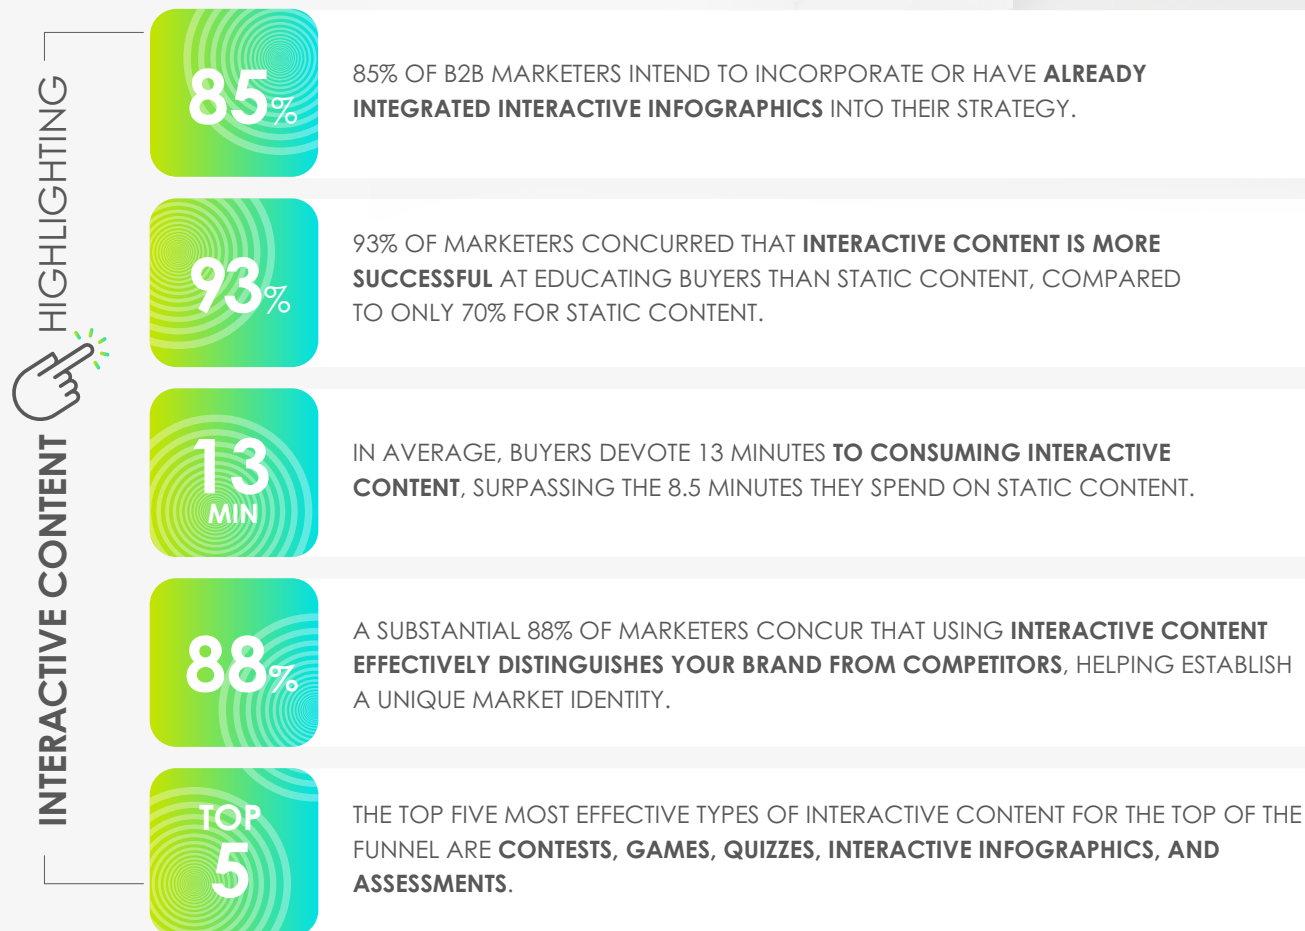 HIGHLIGHTING
INTERACTIVE CONTENT
85%
85% OF B2B MARKETERS INTEND TO INCORPORATE OR HAVE ALREADY
INTEGRATED INTERACTIVE INFOGRAPHICS INTO THEIR STRATEGY.
93%
93% OF MARKETERS CONCURRED THAT INTERACTIVE CONTENT IS MORE
SUCCESSFUL AT EDUCATING BUYERS THAN STATIC CONTENT, COMPARED
TO ONLY 70% FOR STATIC CONTENT.
13
MIN
IN AVERAGE, BUYERS DEVOTE 13 MINUTES TO CONSUMING INTERACTIVE
CONTENT, SURPASSING THE 8.5 MINUTES THEY SPEND ON STATIC CONTENT.
88%
A SUBSTANTIAL 88% OF MARKETERS CONCUR THAT USING INTERACTIVE CONTENT
EFFECTIVELY DISTINGUISHES YOUR BRAND FROM COMPETITORS, HELPING ESTABLISH
A UNIQUE MARKET IDENTITY.
TOP
5
THE TOP FIVE MOST EFFECTIVE TYPES OF INTERACTIVE CONTENT FOR THE TOP OF THE
FUNNEL ARE CONTESTS, GAMES, QUIZZES, INTERACTIVE INFOGRAPHICS, AND
ASSESSMENTS.